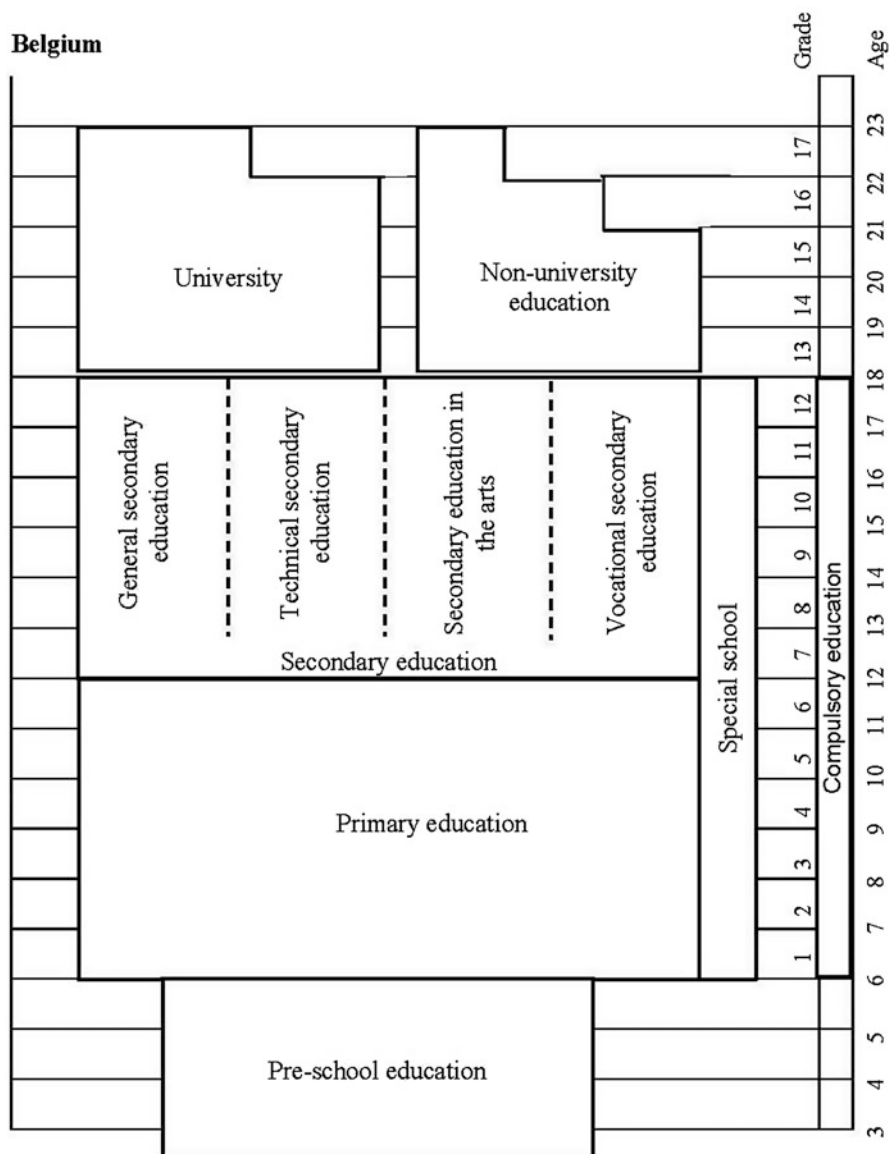 Belgium
Grade
Age
University
Non-university
education
General secondary
education
Technical secondary
education
Secondary education in
the arts
Vocational secondary
education
Secondary education
Primary education
Pre-school education
Special school
Compulsory education
17
16
15
14
13
12
11
10
9
8
7
6
5
4
3
2
1
23
22
21
20
19
18
17
16
15
14
13
12
11
10
9
8
7
6
5
4
3